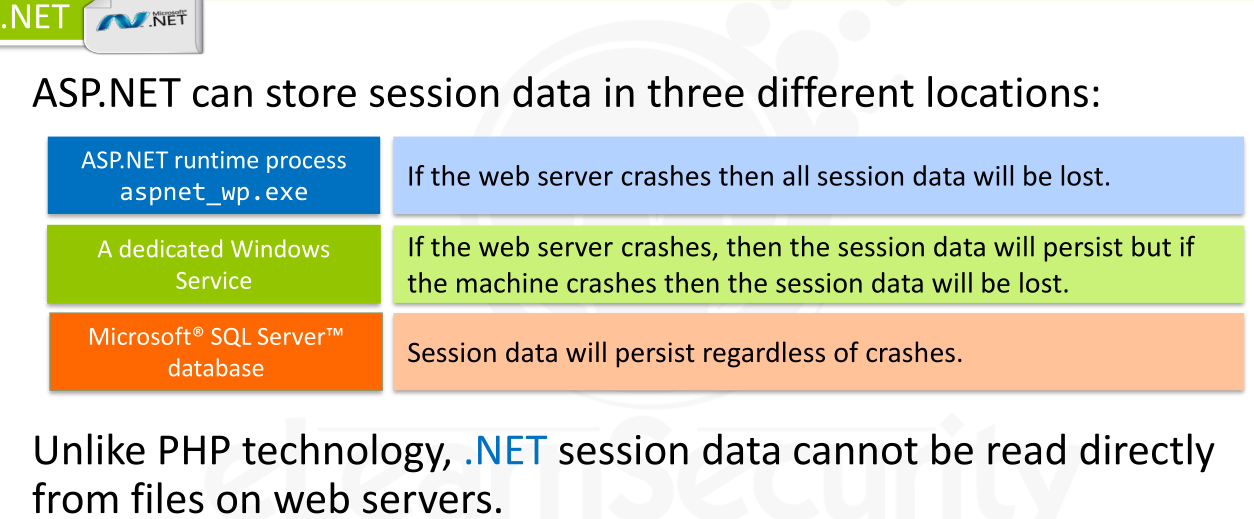 .NET
Microsoft® .NET
ASP.NET can store session data in three different locations:
ASP.NET runtime process
aspnet_wp.exe
If the web server crashes then all session data will be lost.
A dedicated Windows
Service
If the web server crashes, then the session data will persist but if
the machine crashes then the session data will be lost.
Microsoft® SQL Server™
database
Session data will persist regardless of crashes.
Unlike PHP technology, .NET session data cannot be read directly
from files on web servers.
eLearnSecurity